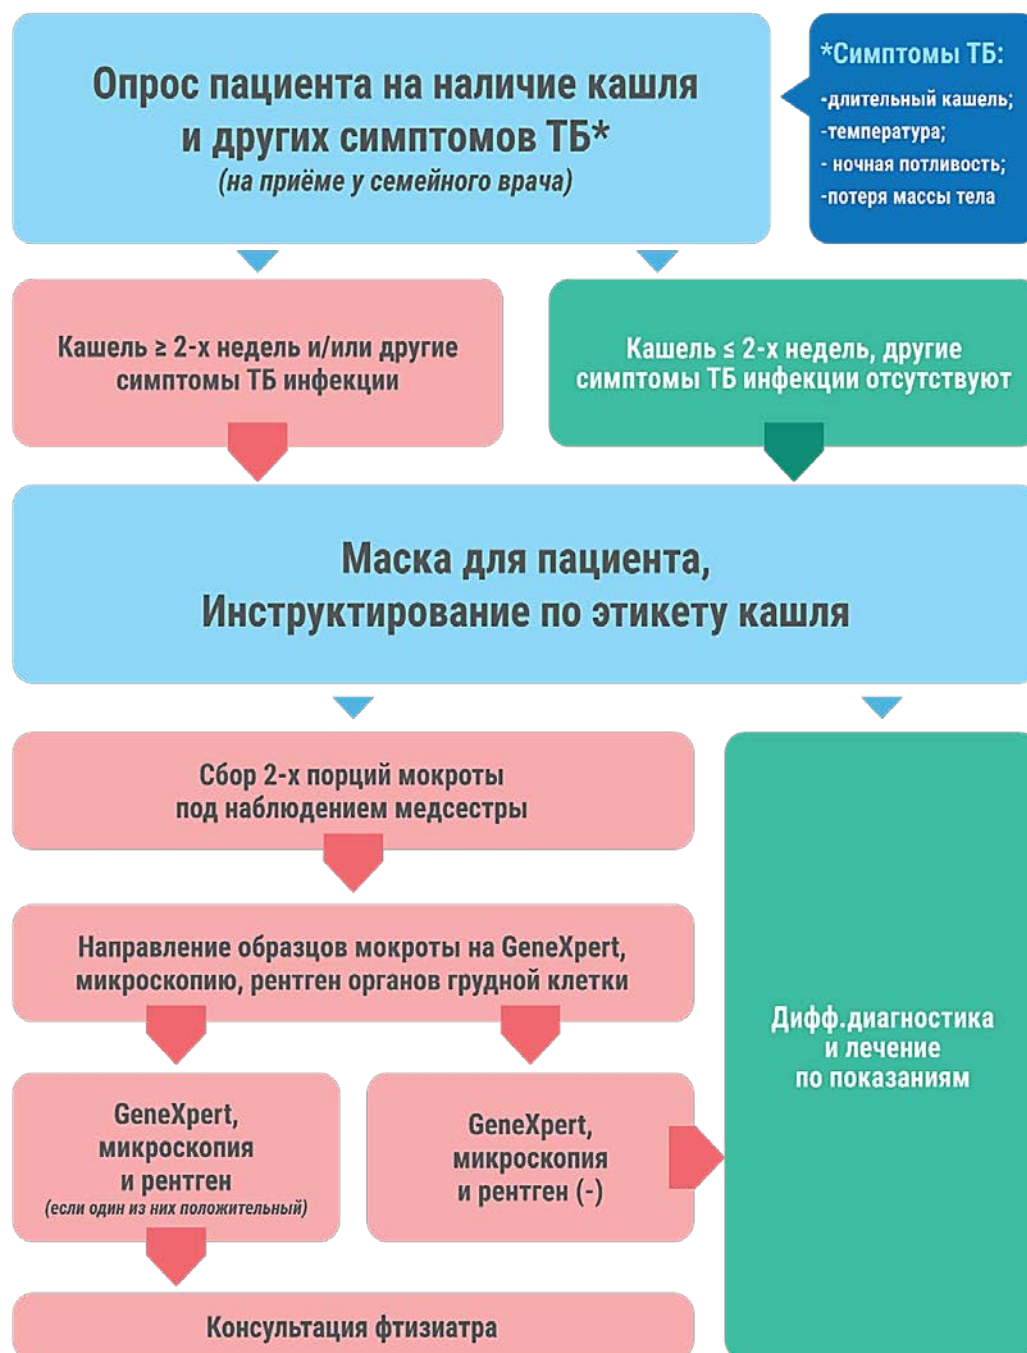 Опрос пациента на наличие кашля
и других симптомов ТБ*
(на приёме у семейного врача)
*Симптомы ТБ:
-длительный кашель;
-температура;
- ночная потливость;
-потеря массы тела
Кашель ≥ 2-х недель и/или другие
симптомы ТБ инфекции
Кашель ≤ 2-х недель, другие
симптомы ТБ инфекции отсутствуют
Маска для пациента,
Инструктирование по этикету кашля
Сбор 2-х порций мокроты
под наблюдением медсестры
Направление образцов мокроты на GeneXpert,
микроскопию, рентген органов грудной клетки
GeneXpert,
микроскопия
и рентген
(если один из них положительный)
GeneXpert,
микроскопия
и рентген (-)
Дифф.диагностика
и лечение
по показаниям
Консультация фтизиатра